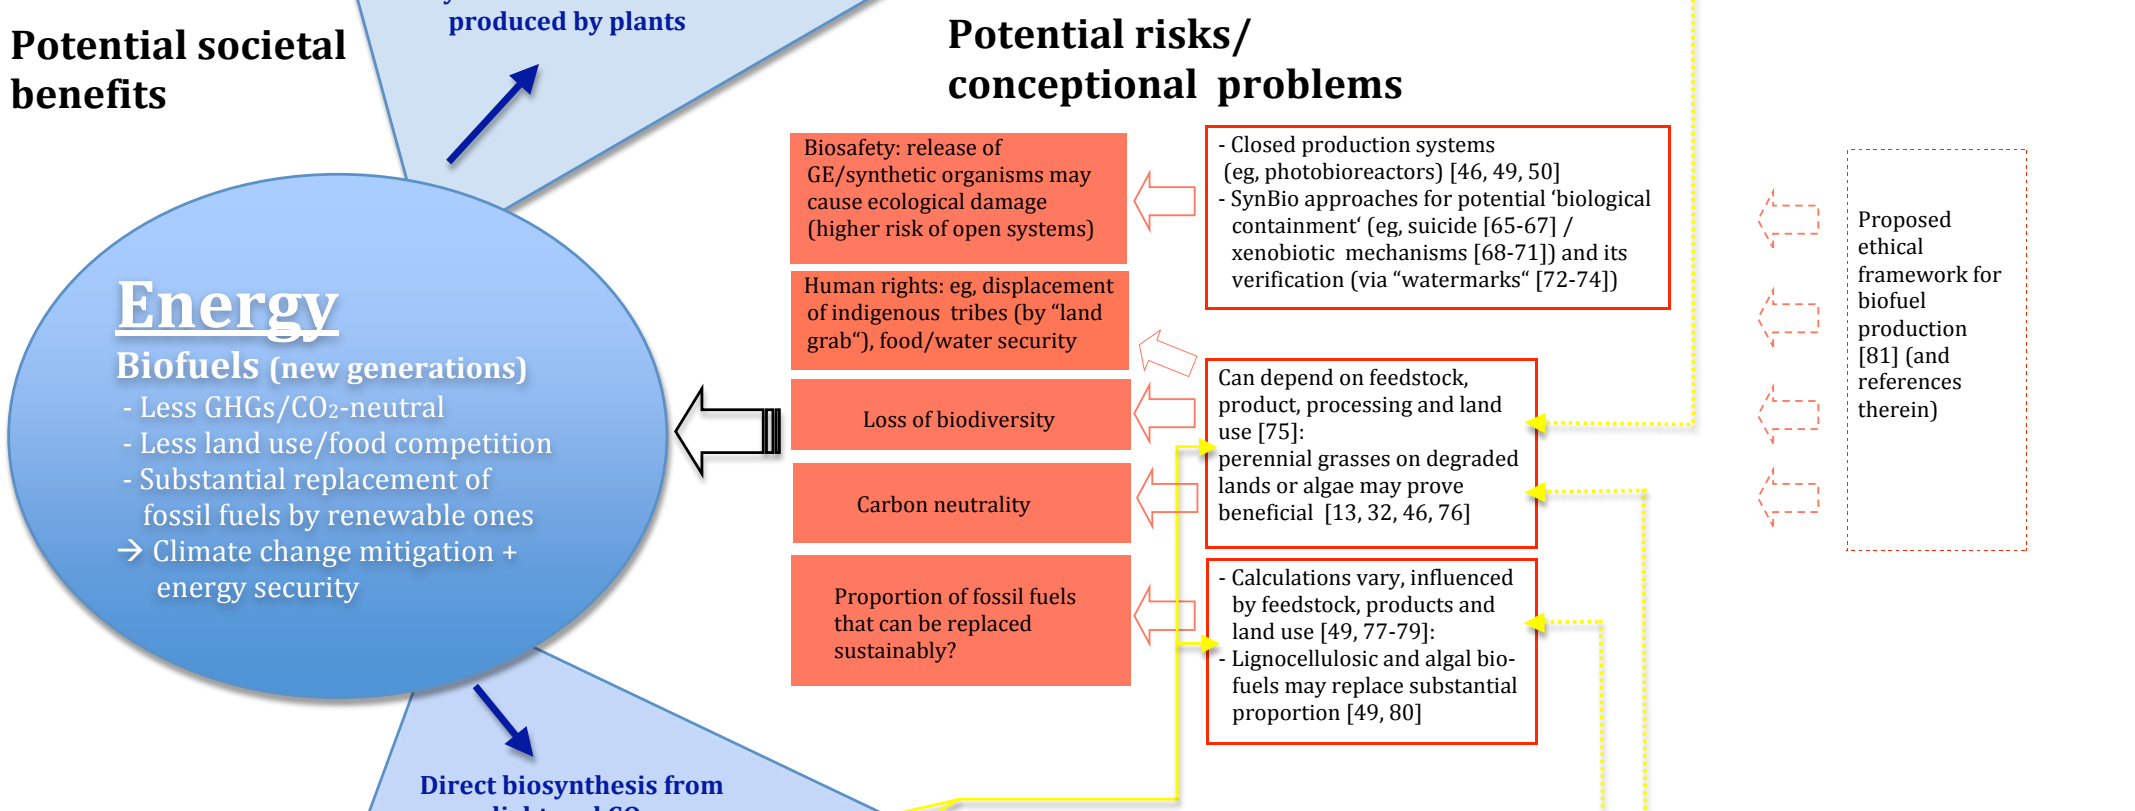 produced by plants
Potential societal
benefits
Potential risks/
conceptional problems
Energy
Biofuels (new generations)
- Less GHGs/CO₂-neutral
- Less land use/food competition
- Substantial replacement of
fossil fuels by renewable ones
→ Climate change mitigation +
energy security
Biosafety: release of
GE/synthetic organisms may
cause ecological damage
(higher risk of open systems)
Human rights: eg, displacement
of indigenous tribes (by “land
grab“), food/water security
Loss of biodiversity
Carbon neutrality
Proportion of fossil fuels
that can be replaced
sustainably?
- Closed production systems
(eg, photobioreactors) [46, 49, 50]
- SynBio approaches for potential ‘biological
containment‘ (eg, suicide [65-67] /
xenobiotic mechanisms [68-71]) and its
verification (via “watermarks“ [72-74])
Can depend on feedstock,
product, processing and land
use [75]:
perennial grasses on degraded
lands or algae may prove
beneficial [13, 32, 46, 76]
- Calculations vary, influenced
by feedstock, products and
land use [49, 77-79]:
- Lignocellulosic and algal bio-
fuels may replace substantial
proportion [49, 80]
Proposed
ethical
framework for
biofuel
production
[81] (and
references
therein)
Direct biosynthesis from